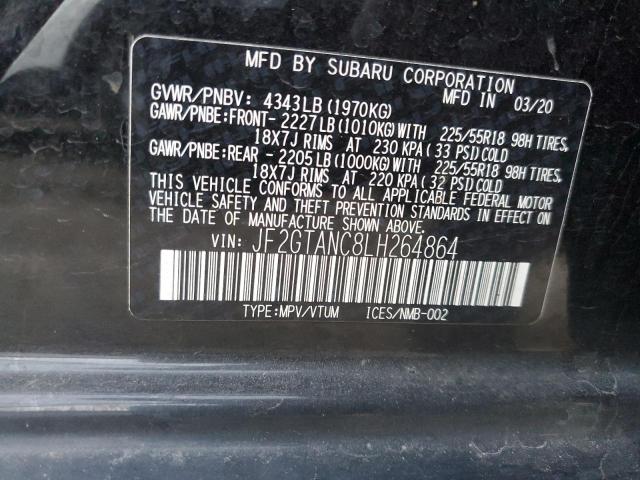 MFD BY SUBARU CORPORATION
MFD IN 03/20
GVWR/PNBV: 4343LB(1970KG)
GAWR/PNBE:FRONT- 2227LB(1010KG)WITH 225/55R18 98H TIRES,
18X7J RIMS AT 230 KPA(33 PSI)COLD
GAWR/PNBE:REAR - 2205LB(1000KG)WITH 225/55R18 98H TIRES,
18X7J RIMS AT 220 KPA(32 PSI)COLD
THIS VEHICLE CONFORMS TO ALL APPLICABLE FEDERAL MOTOR
VEHICLE SAFETY AND THEFT PREVENTION STANDARDS IN EFFECT ON
THE DATE OF MANUFACTURE SHOWN ABOVE.
VIN: JF2GTANC8LH264864
TYPE:MPV/VTUM ICES/NMB-002